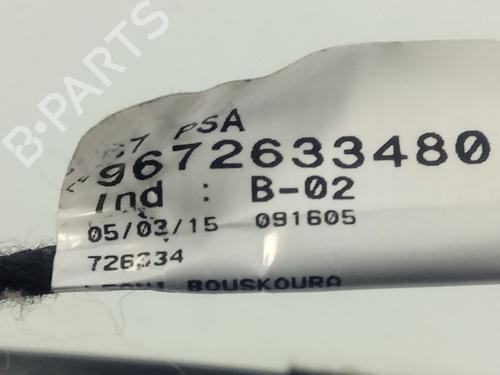 B-PARTS
PSA
9672633480
Ind : B-02
05/03/15 091605
726334
BOUSKOURA